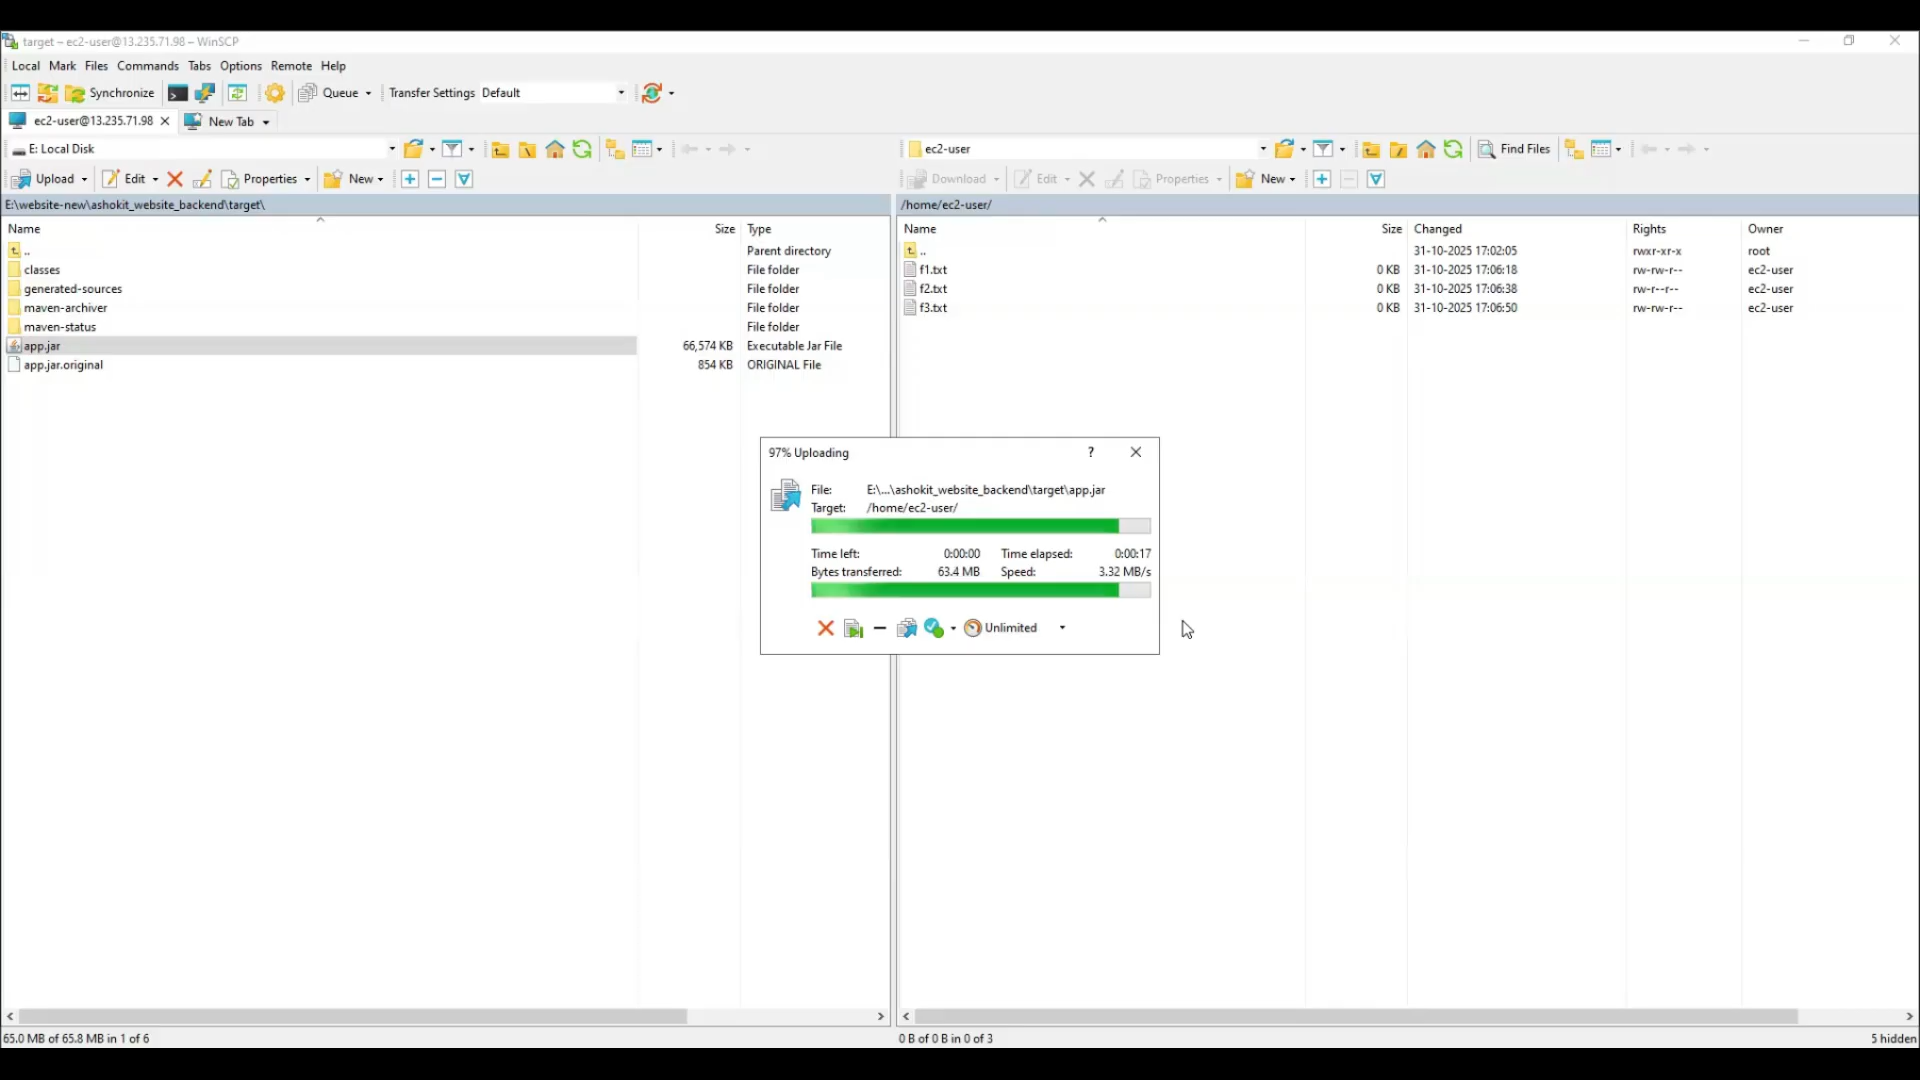 target – ec2-user@13.235.71.98 – WinSCP
Local Mark Files Commands Tabs Options Remote Help
Synchronize Queue Transfer Settings Default
ec2-user@13.235.71.98 New Tab
E: Local Disk
Upload Edit Properties New
E:\website-new\ashokit_website_backend\target\
Name Size Type
.. Parent directory
classes File folder
generated-sources File folder
maven-archiver File folder
maven-status File folder
app.jar 66,574 KB Executable Jar File
app.jar.original 854 KB ORIGINAL File
65.0 MB of 65.8 MB in 1 of 6
ec2-user Find Files
Download Edit Properties New
/home/ec2-user/
Name Size Changed Rights Owner
.. 31-10-2025 17:02:05 rwxr-xr-x root
f1.txt 0 KB 31-10-2025 17:06:18 rw-rw-r-- ec2-user
f2.txt 0 KB 31-10-2025 17:06:38 rw-r--r-- ec2-user
f3.txt 0 KB 31-10-2025 17:06:50 rw-rw-r-- ec2-user
0 B of 0 B in 0 of 3 5 hidden
97% Uploading ?
File: E:\...\ashokit_website_backend\target\app.jar
Target: /home/ec2-user/
Time left: 0:00:00 Time elapsed: 0:00:17
Bytes transferred: 63.4 MB Speed: 3.32 MB/s
Unlimited